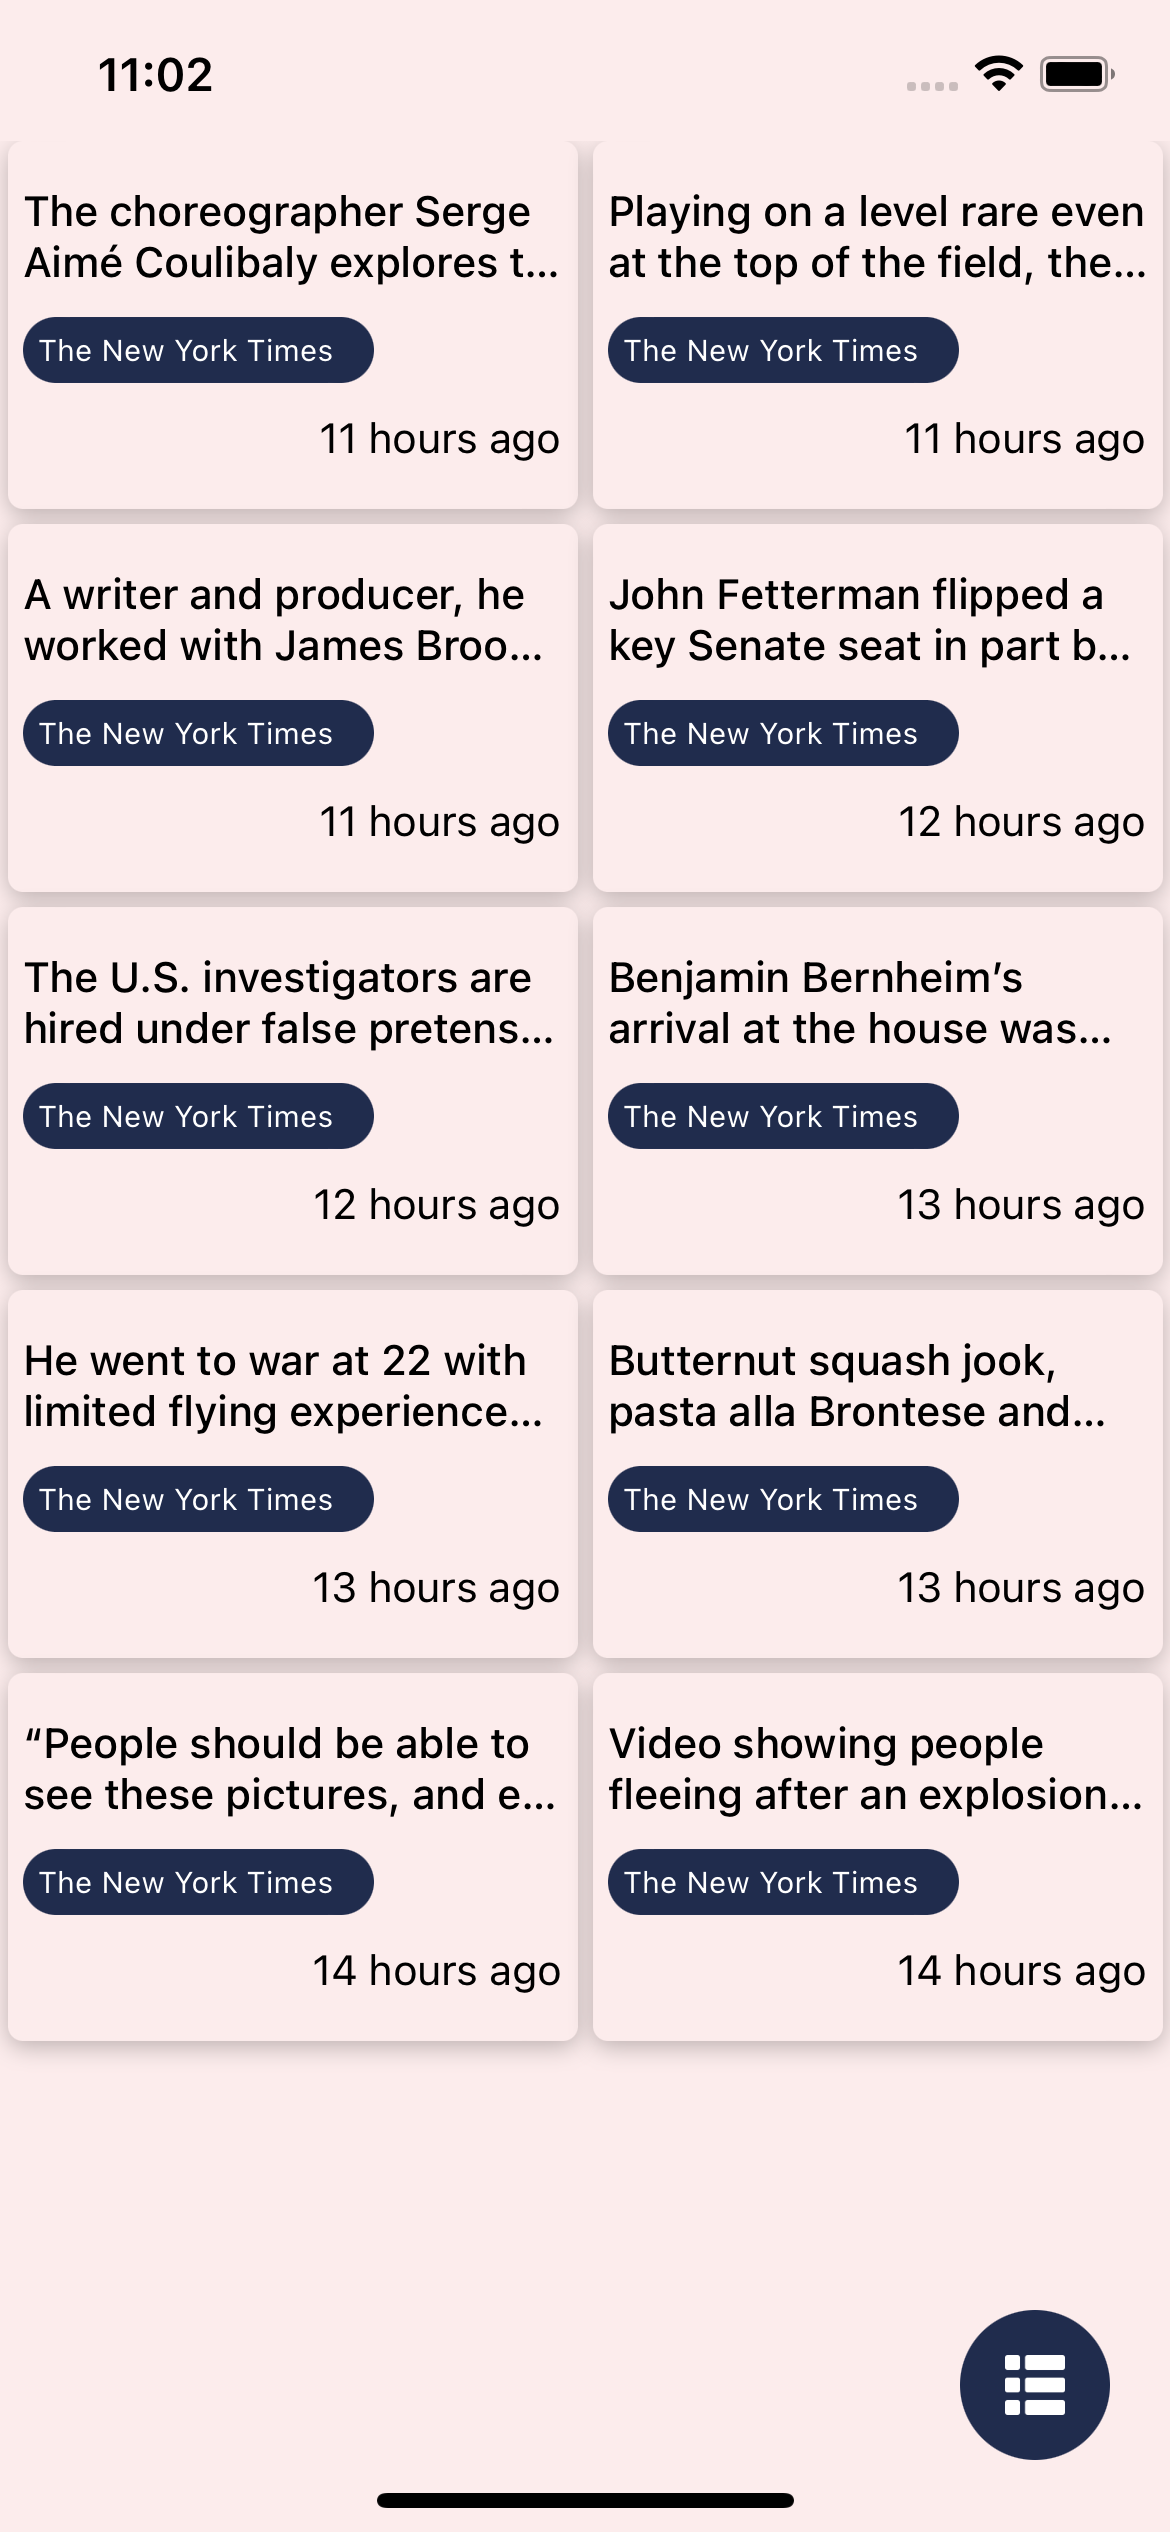 11:02
The choreographer Serge
Aimé Coulibaly explores t...
The New York Times
11 hours ago
Playing on a level rare even
at the top of the field, the...
The New York Times
11 hours ago
A writer and producer, he
worked with James Broo...
The New York Times
11 hours ago
John Fetterman flipped a
key Senate seat in part b...
The New York Times
12 hours ago
The U.S. investigators are
hired under false pretens...
The New York Times
12 hours ago
Benjamin Bernheim’s
arrival at the house was...
The New York Times
13 hours ago
He went to war at 22 with
limited flying experience...
The New York Times
13 hours ago
Butternut squash jook,
pasta alla Brontese and...
The New York Times
13 hours ago
“People should be able to
see these pictures, and e...
The New York Times
14 hours ago
Video showing people
fleeing after an explosion...
The New York Times
14 hours ago